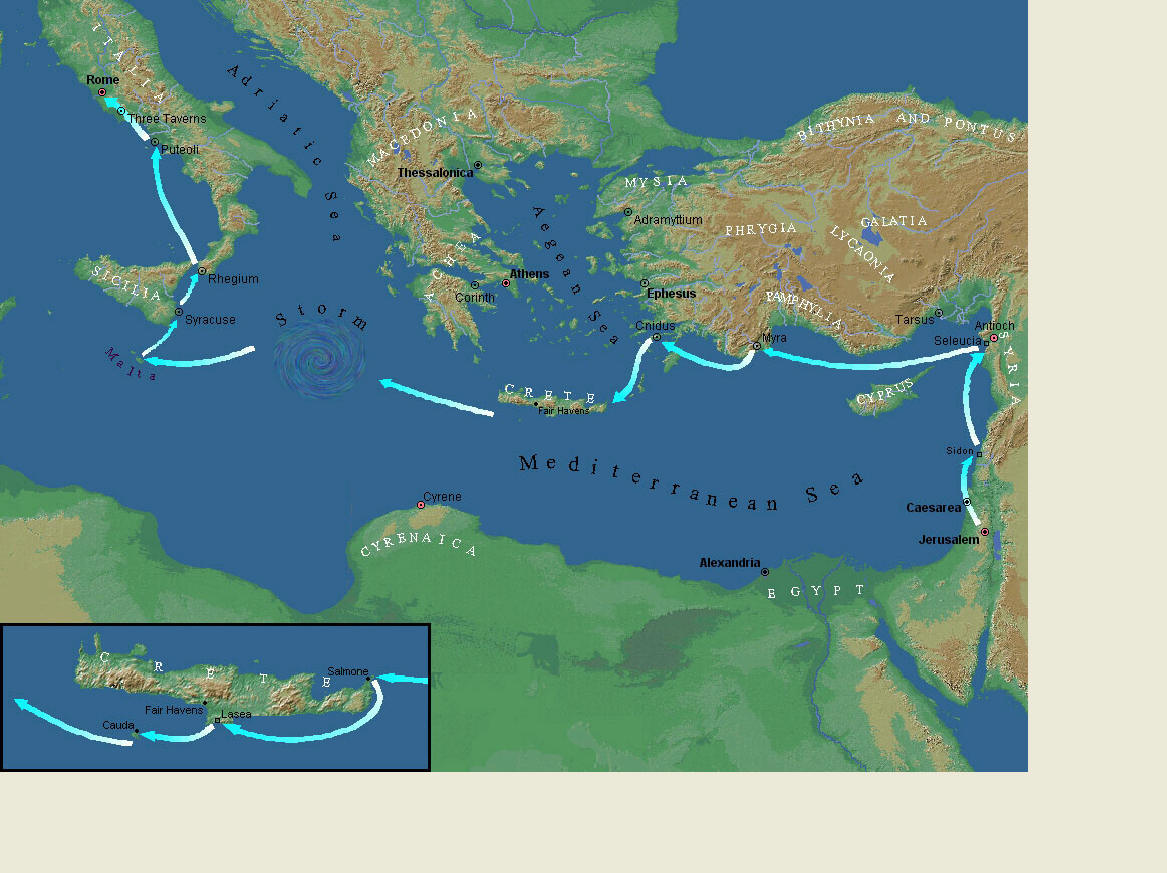 ITALIA
Rome
Three Taverns
Puteoli
Adriatic Sea
MACEDONIA
Thessalonica
BITHYNIA AND PONTUS
MYSIA
Adramyttium
PHRYGIA
GALATIA
LYCAONIA
Aegean Sea
ACHEA
Athens
Corinth
Ephesus
PAMPHYLIA
Tarsus
Antioch
Seleucia
SYRIA
Cnidus
Myra
CYPRUS
SICILIA
Rhegium
Syracuse
Storm
Malta
CRETE
Fair Havens
Mediterranean Sea
Sidon
Caesarea
Jerusalem
Cyrene
CYRENAICA
Alexandria
EGYPT
CRETE
Salmone
Fair Havens
Lasea
Cauda